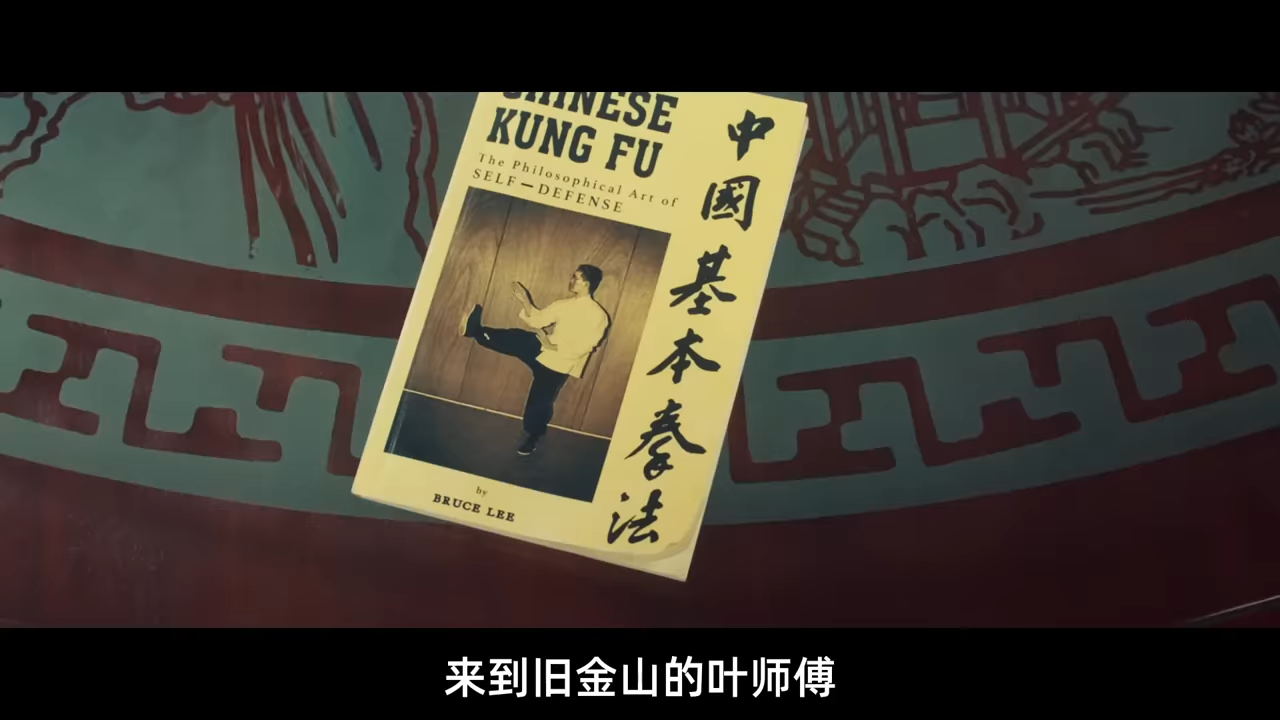 CHINESE
KUNG FU
The Philosophical Art of
SELF—DEFENSE
中國基本拳法
by
BRUCE LEE
来到旧金山的叶师傅